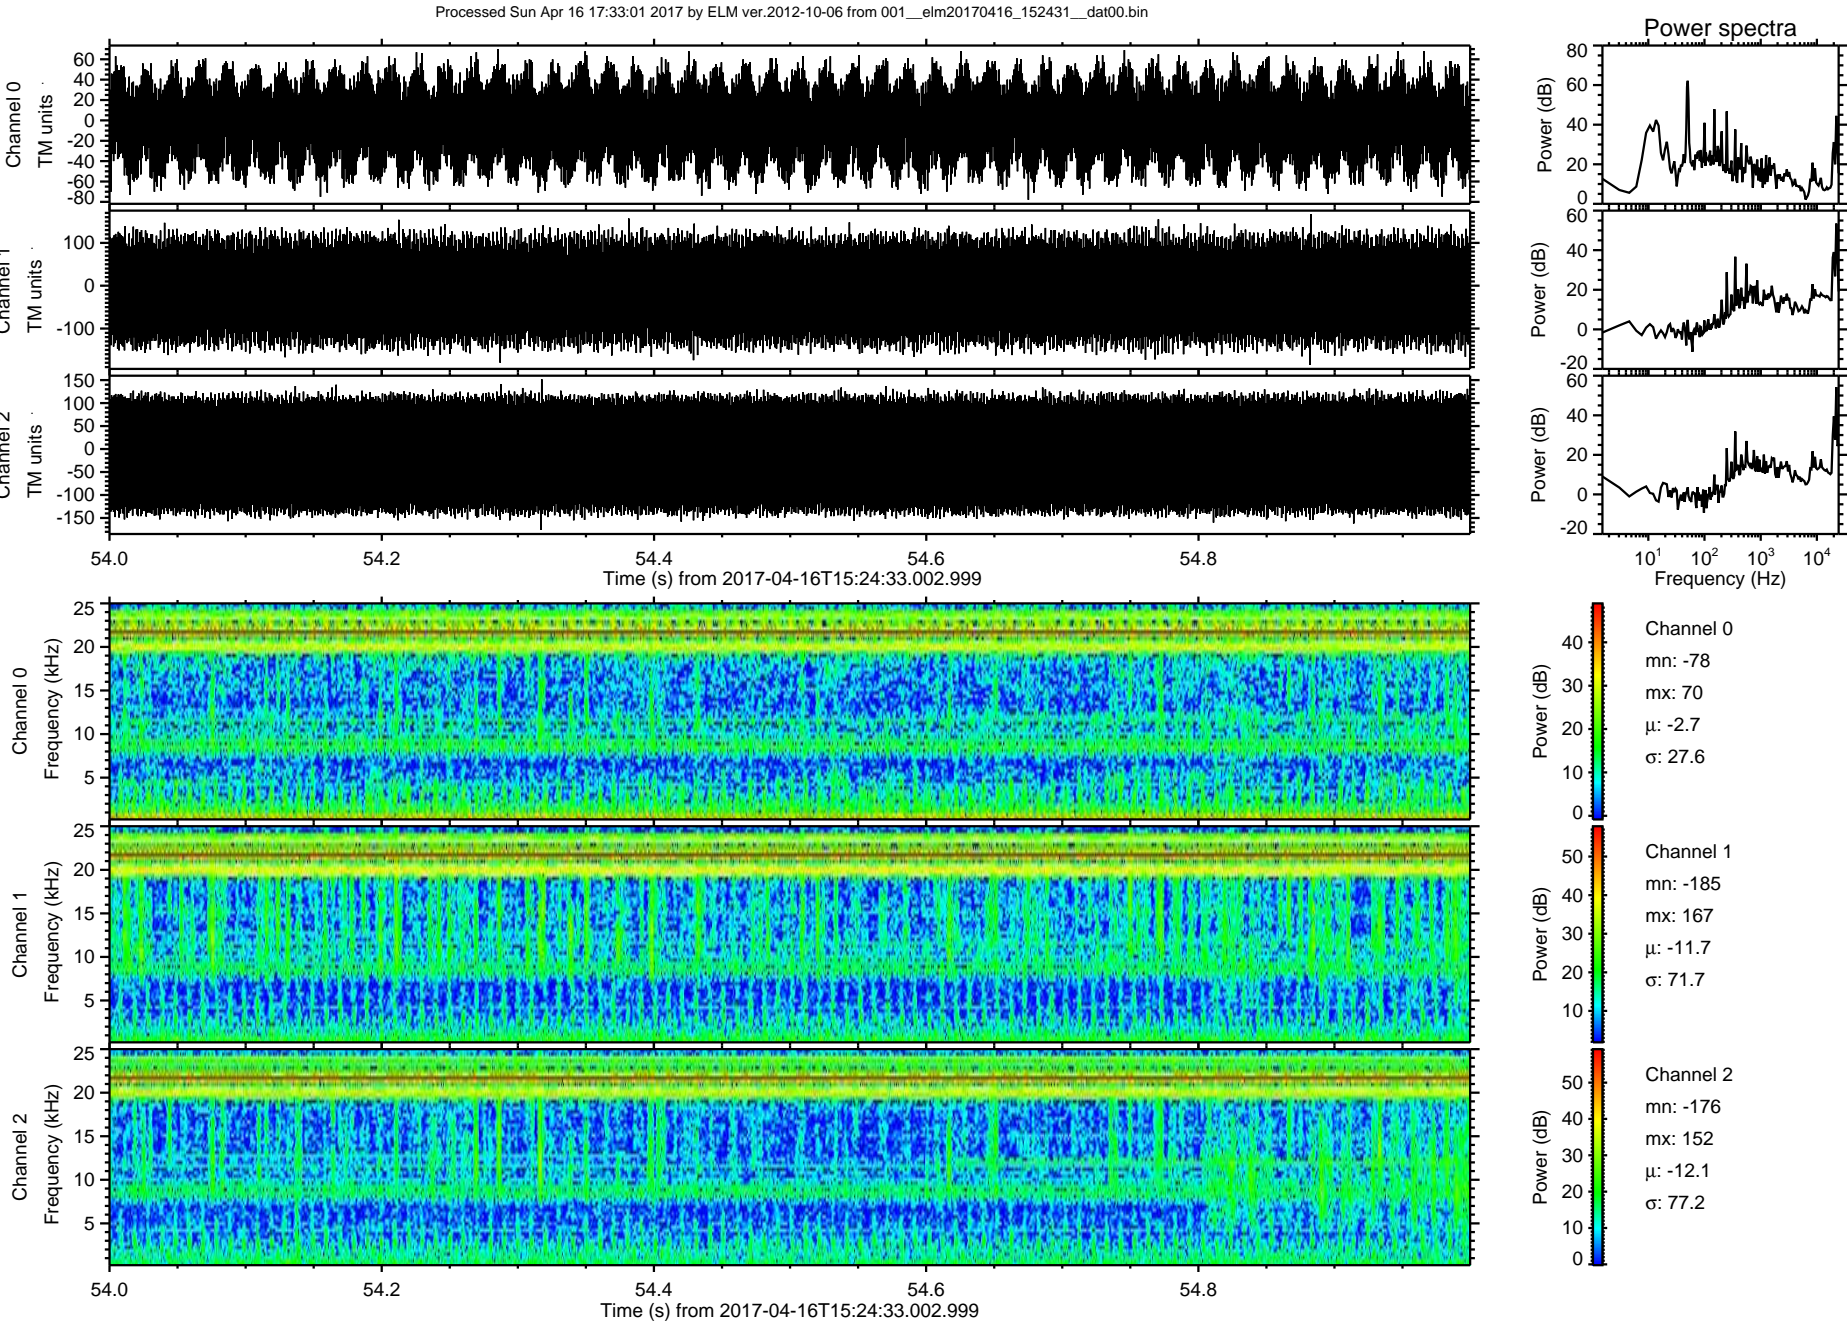 Processed Sun Apr 16 17:33:01 2017 by ELM ver.2012-10-06 from 001__elm20170416_152431__dat00.bin
Power spectra
Channel 0
TM units
60
40
20
0
-20
-40
-60
-80
Power (dB)
80
60
40
20
0
Channel 1
TM units
100
0
-100
Power (dB)
60
40
20
0
-20
Channel 2
TM units
150
100
50
0
-50
-100
-150
Power (dB)
60
40
20
0
-20
54.0 54.2 54.4 54.6 54.8
Time (s) from 2017-04-16T15:24:33.002.999
10¹ 10² 10³ 10⁴
Frequency (Hz)
Channel 0
Frequency (kHz)
25
20
15
10
5
Power (dB)
40
30
20
10
0
Channel 0
mn: -78
mx: 70
μ: -2.7
σ: 27.6
Channel 1
Frequency (kHz)
25
20
15
10
5
Power (dB)
50
40
30
20
10
Channel 1
mn: -185
mx: 167
μ: -11.7
σ: 71.7
Channel 2
Frequency (kHz)
25
20
15
10
5
Power (dB)
50
40
30
20
10
0
Channel 2
mn: -176
mx: 152
μ: -12.1
σ: 77.2
54.0 54.2 54.4 54.6 54.8
Time (s) from 2017-04-16T15:24:33.002.999